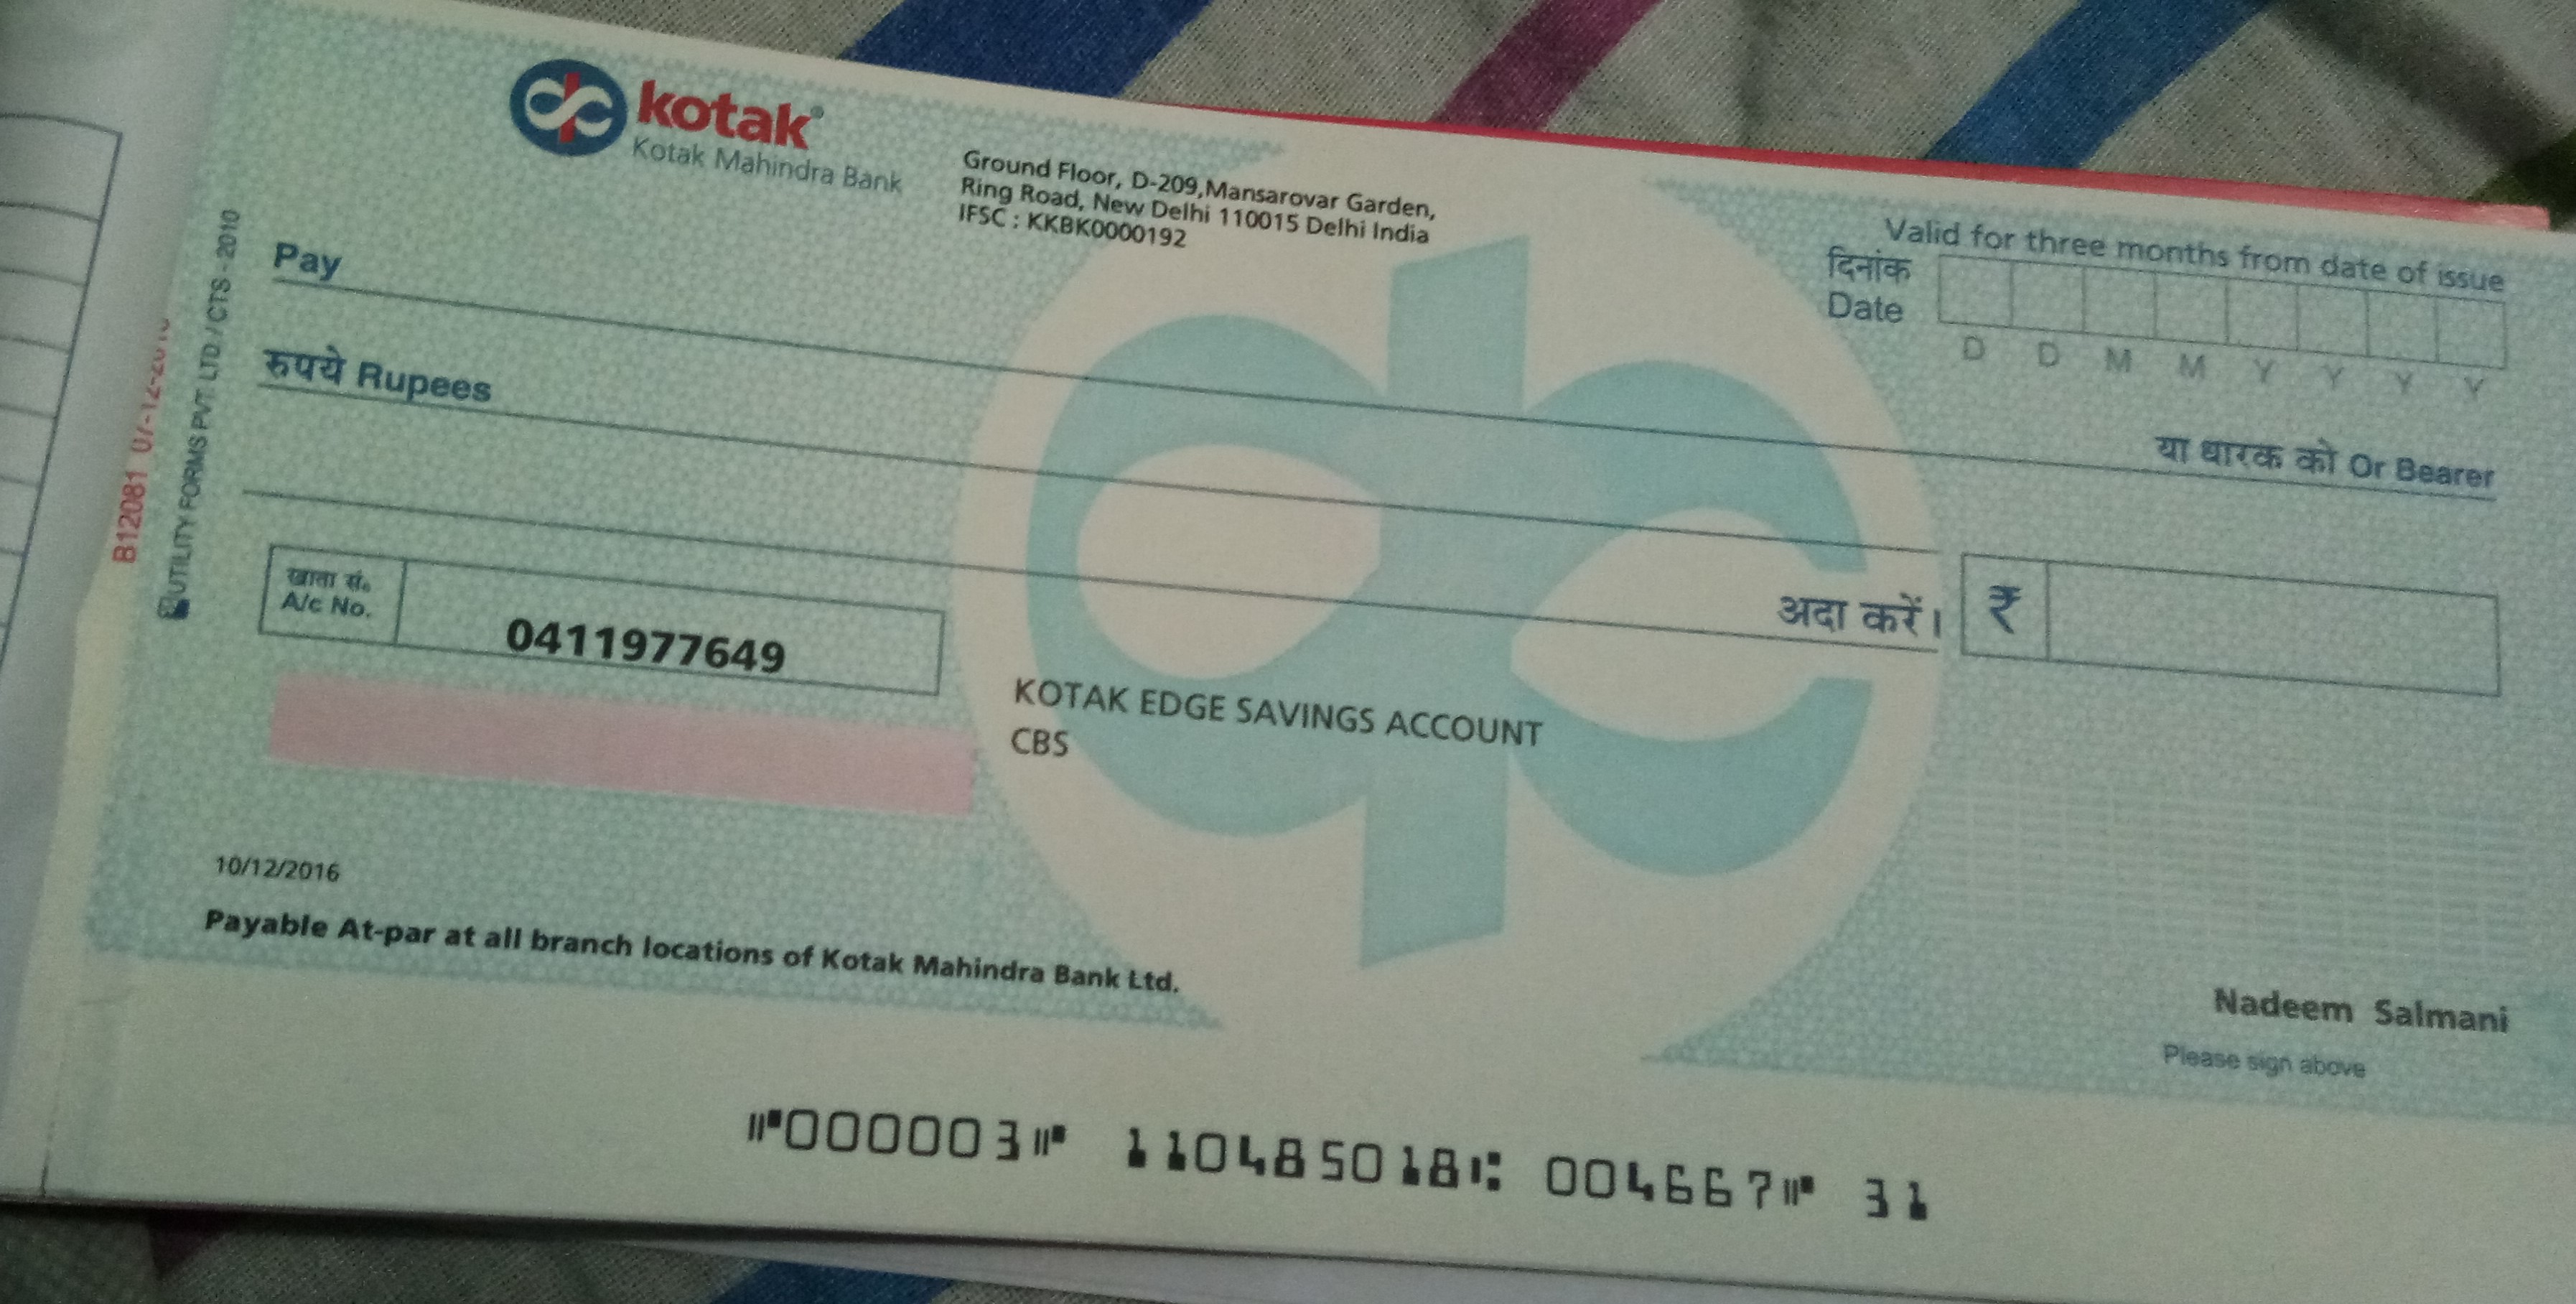 kotak
Kotak Mahindra Bank
Ground Floor, D-209,Mansarovar Garden,
Ring Road, New Delhi 110015 Delhi India
IFSC : KKBK0000192
Valid for three months from date of issue
दिनांक
Date
D D M M Y Y Y Y
Pay
या धारक को Or Bearer
रुपये Rupees
अदा करें।
₹
खाता सं.
A/c No.
0411977649
KOTAK EDGE SAVINGS ACCOUNT
CBS
10/12/2016
Payable At-par at all branch locations of Kotak Mahindra Bank Ltd.
Nadeem Salmani
Please sign above
⑈000003⑈ 110485018⑆ 004667⑈ 31
UTILITY FORMS PVT. LTD / CTS - 2010
B12081